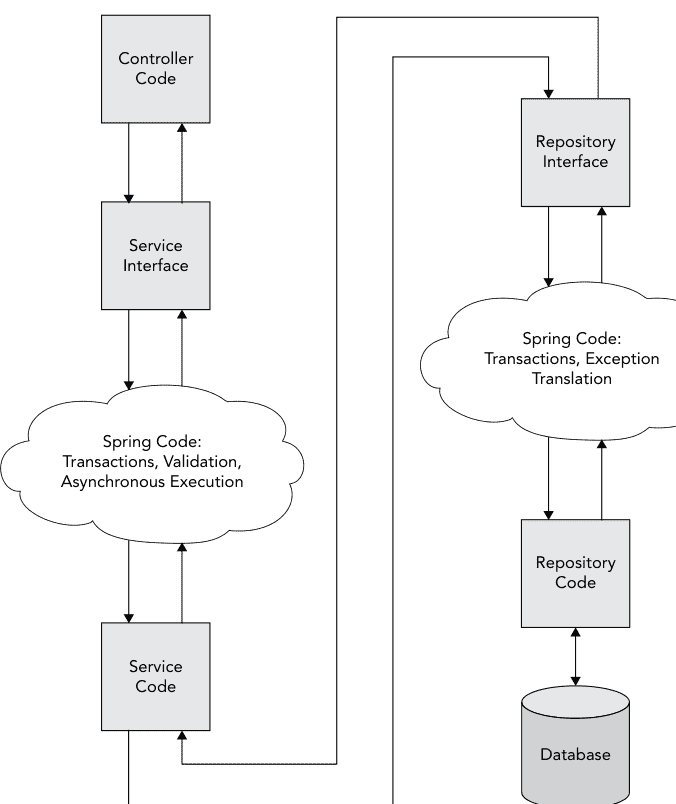 Controller
Code
Service
Interface
Spring Code:
Transactions, Validation,
Asynchronous Execution
Service
Code
Repository
Interface
Spring Code:
Transactions, Exception
Translation
Repository
Code
Database